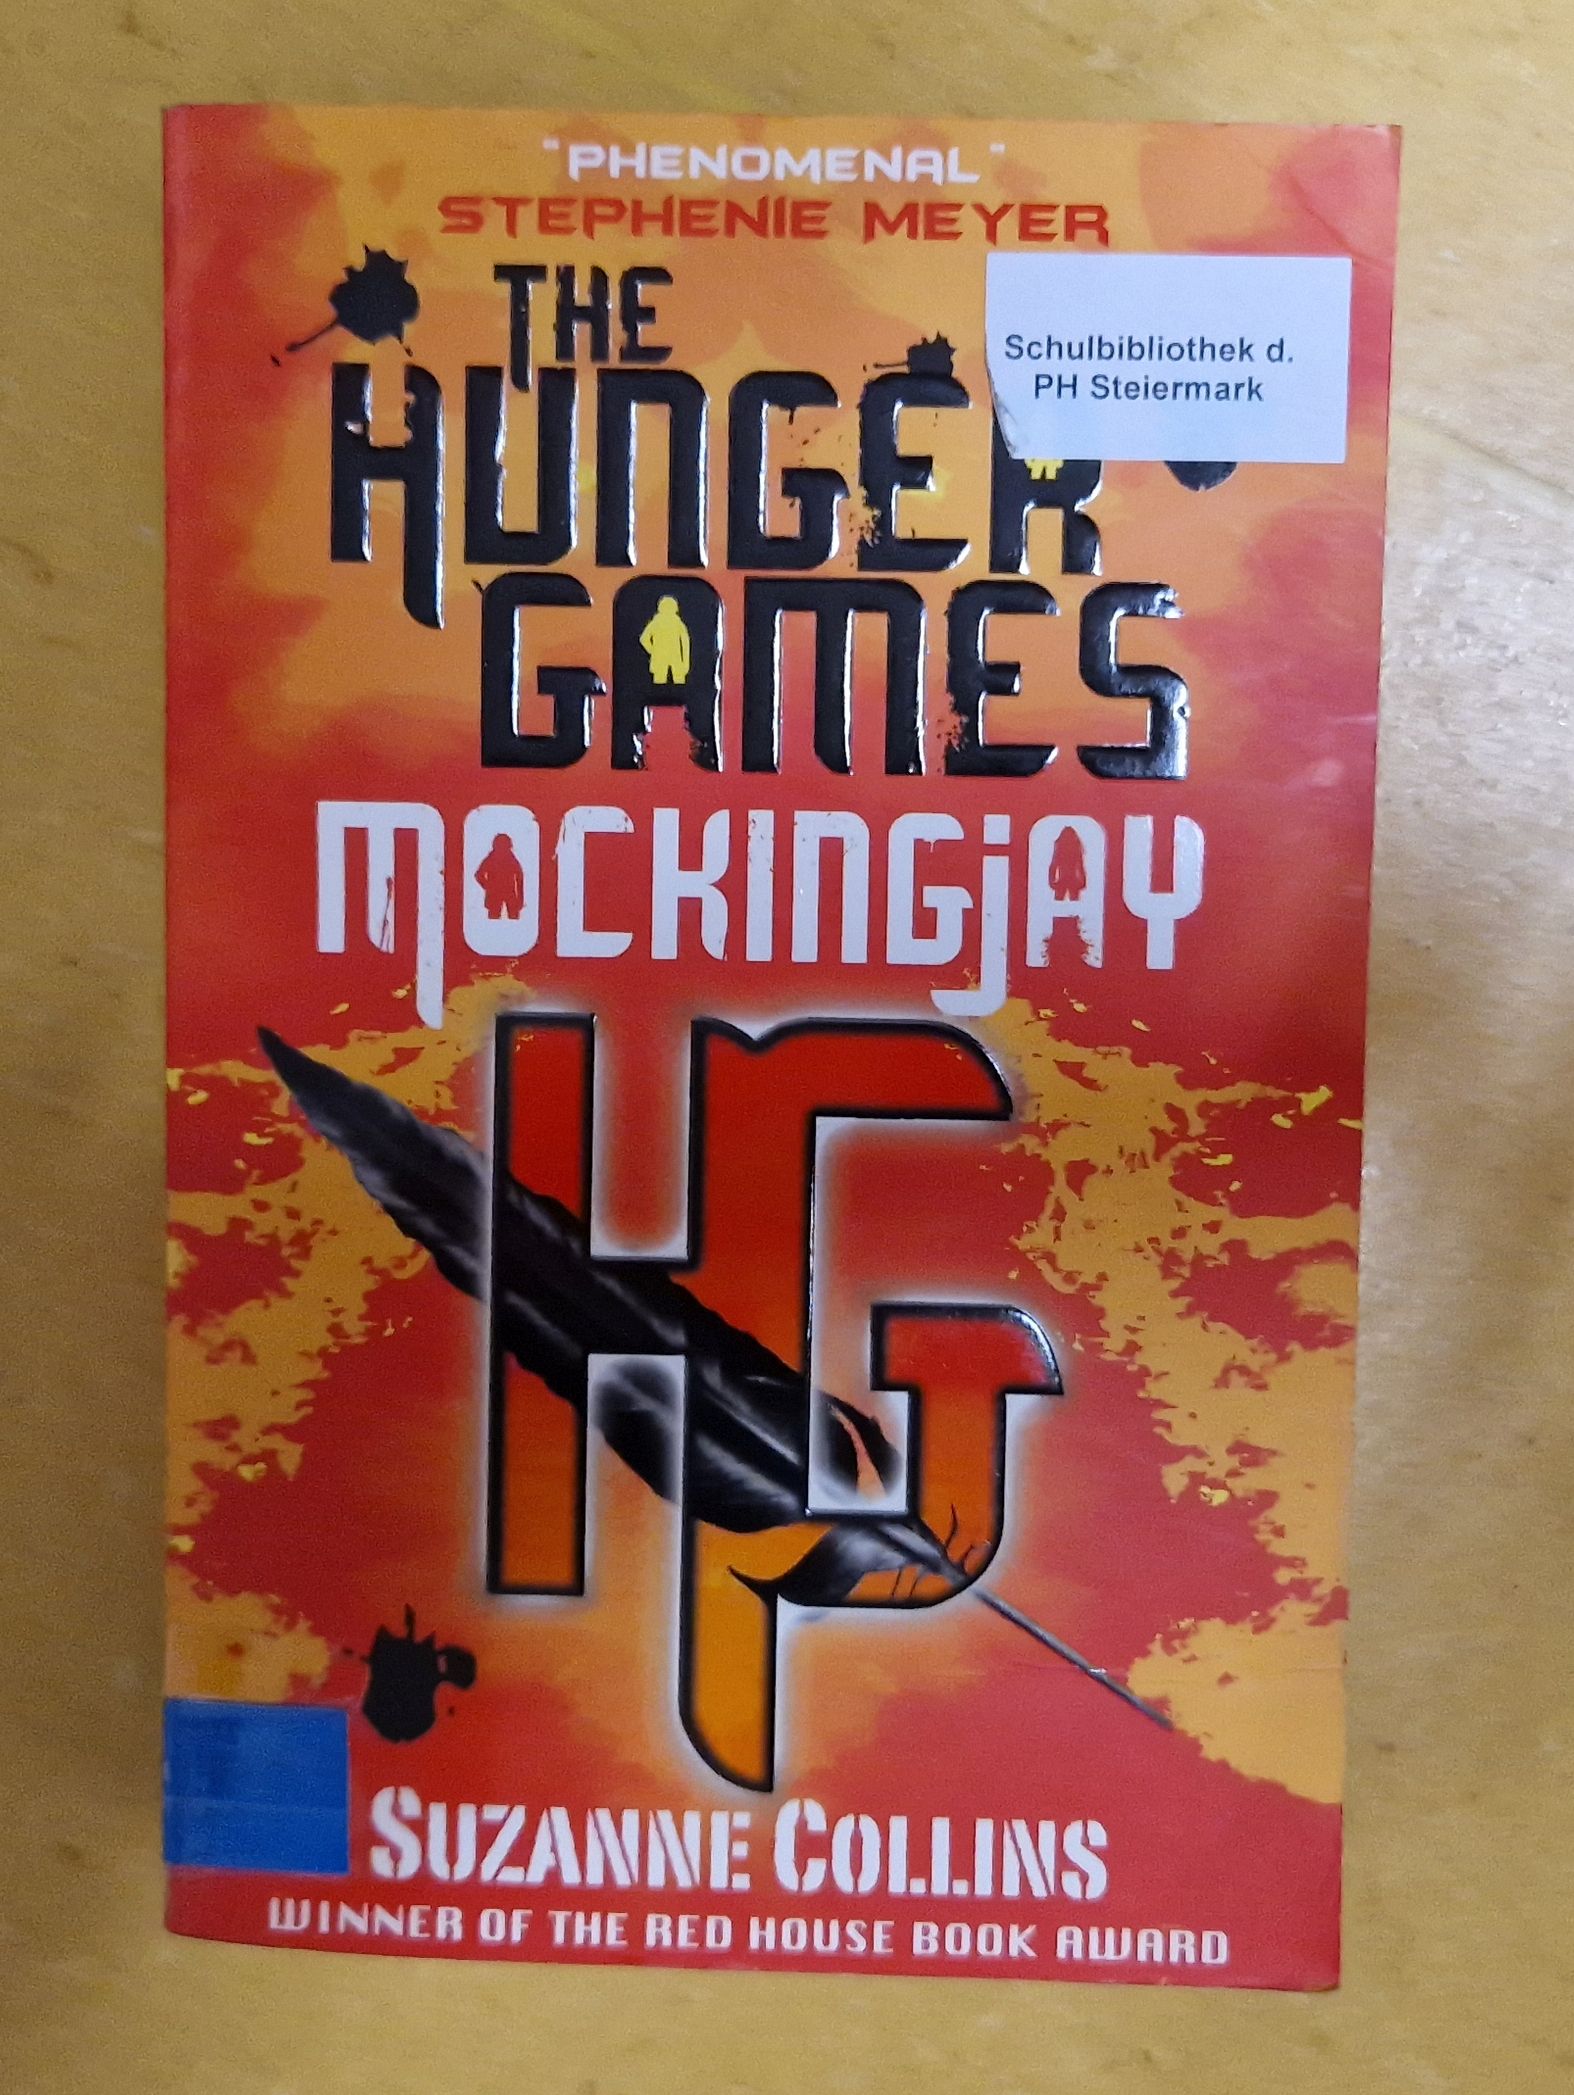 "PHENOMENAL"
STEPHENIE MEYER
THE
HUNGER
GAMES
Schulbibliothek d.
PH Steiermark
MOCKINGJAY
HG
SUZANNE COLLINS
WINNER OF THE RED HOUSE BOOK AWARD